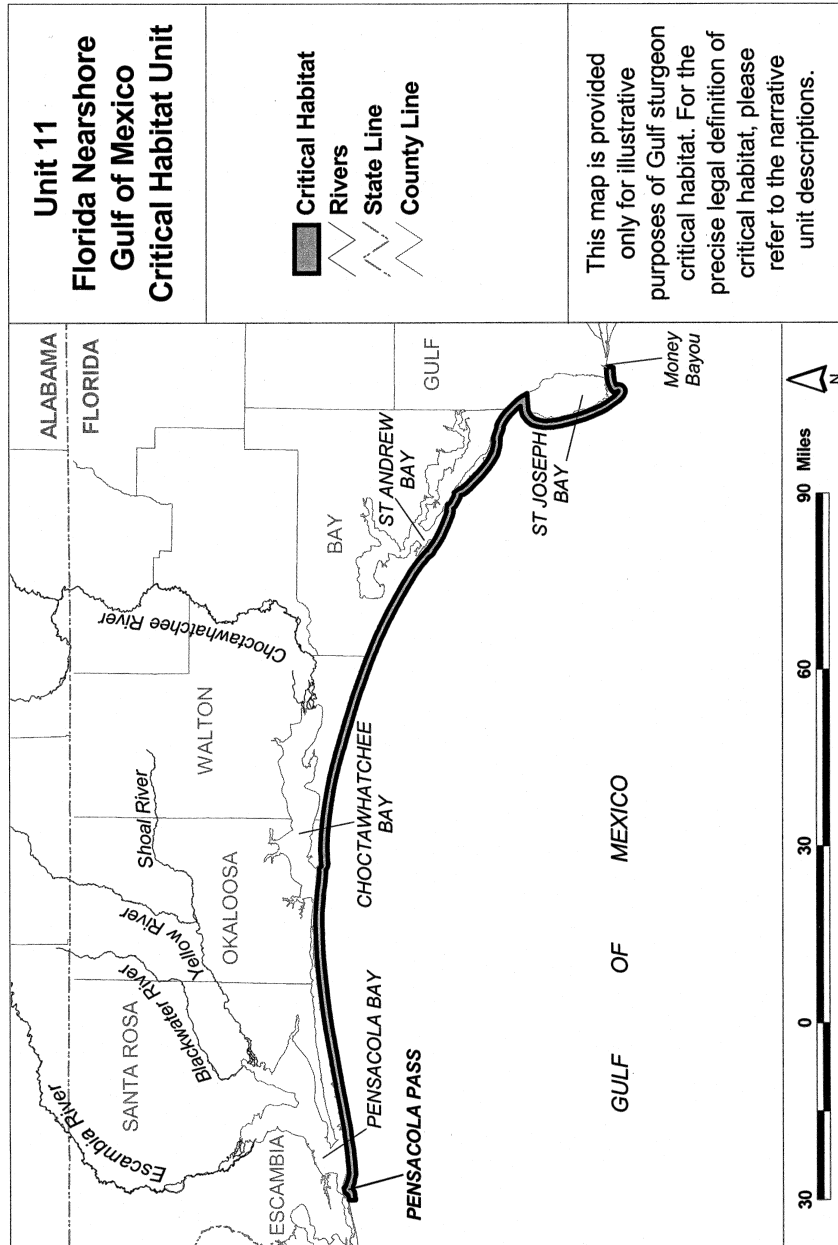 Unit 11
Florida Nearshore
Gulf of Mexico
Critical Habitat Unit
Critical Habitat
Rivers
State Line
County Line
This map is provided
only for illustrative
purposes of Gulf sturgeon
critical habitat. For the
precise legal definition of
critical habitat, please
refer to the narrative
unit descriptions.
ALABAMA
FLORIDA
Escambia River
SANTA ROSA
Blackwater River
Yellow River
Shoal River
OKALOOSA
WALTON
Choctawhatchee River
ESCAMBIA
BAY
GULF
PENSACOLA BAY
PENSACOLA PASS
CHOCTAWHATCHEE
BAY
ST ANDREW
BAY
ST JOSEPH
BAY
Money
Bayou
GULF OF MEXICO
30 0 30 60 90 Miles
N